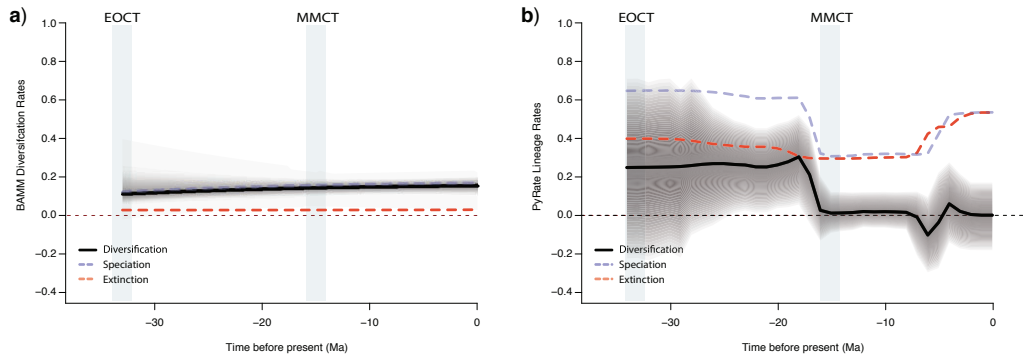 a)
EOCT
MMCT
BAMM Diversification Rates
1.0
0.8
0.6
0.4
0.2
0.0
−0.2
−0.4
Diversification
Speciation
Extinction
−30
−20
−10
0
Time before present (Ma)
b)
EOCT
MMCT
PyRate Lineage Rates
1.0
0.8
0.6
0.4
0.2
0.0
−0.2
−0.4
Diversification
Speciation
Extinction
−30
−20
−10
0
Time before present (Ma)